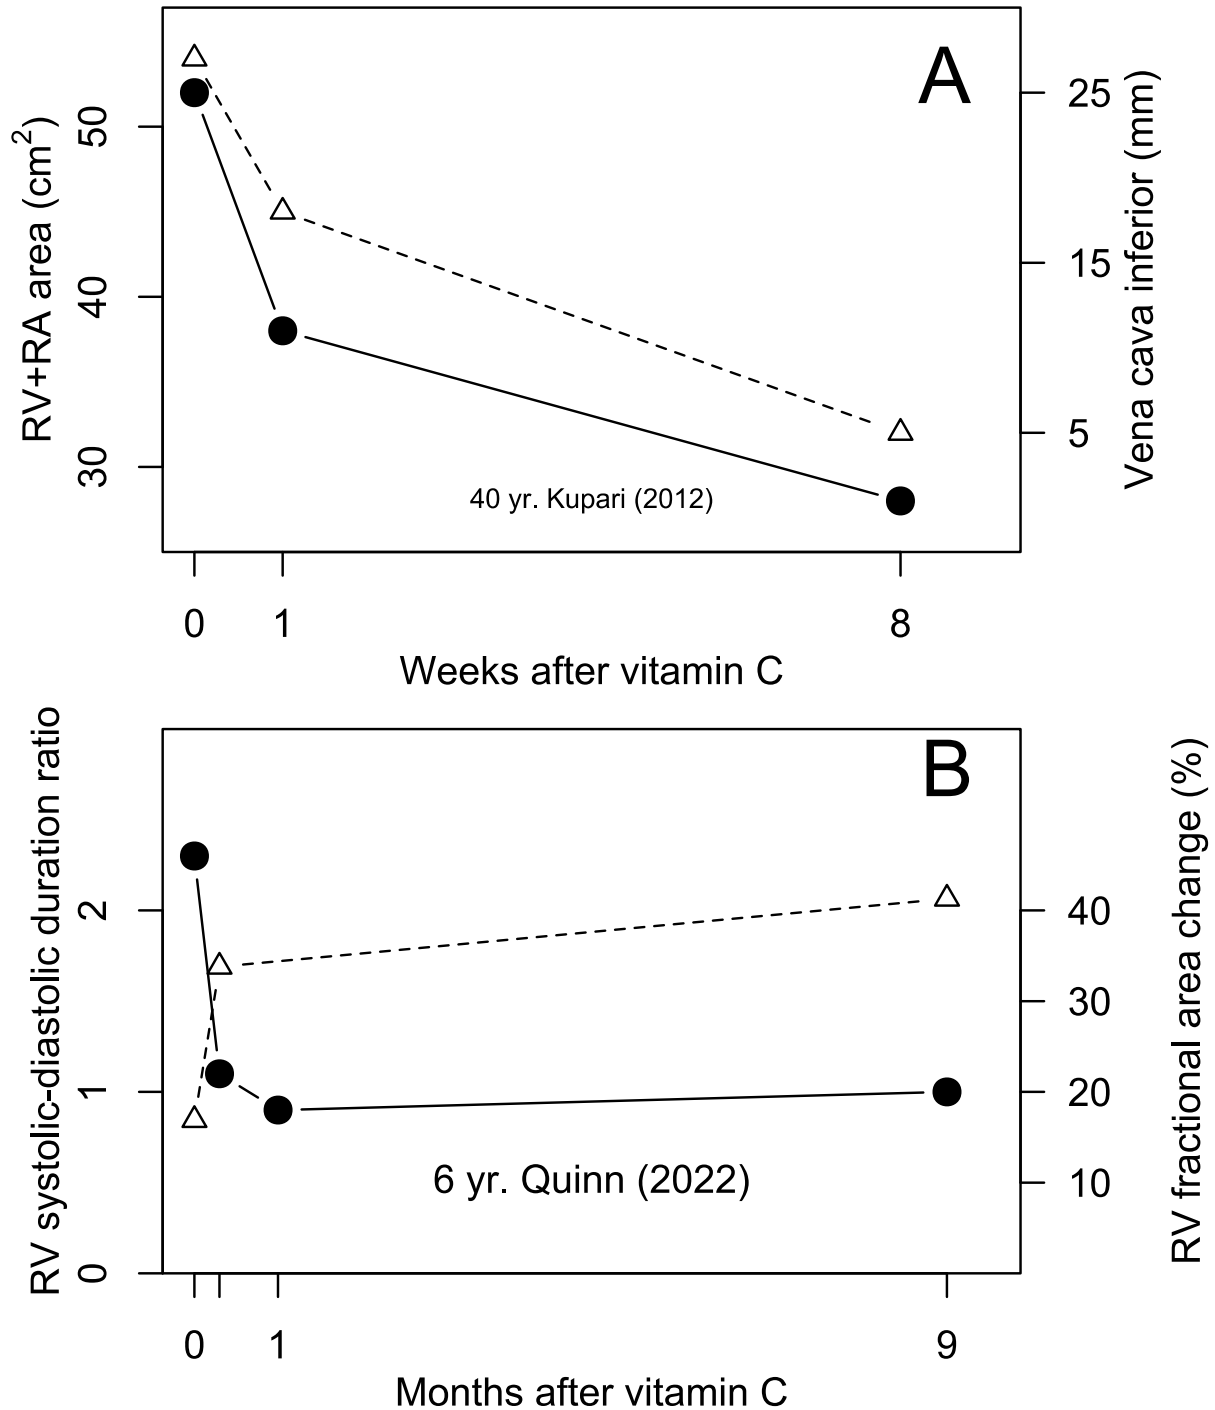 A
RV+RA area (cm²)
50
40
30
Vena cava inferior (mm)
25
15
5
40 yr. Kupari (2012)
0 1 8
Weeks after vitamin C
B
RV systolic-diastolic duration ratio
2
1
0
RV fractional area change (%)
40
30
20
10
6 yr. Quinn (2022)
0 1 9
Months after vitamin C